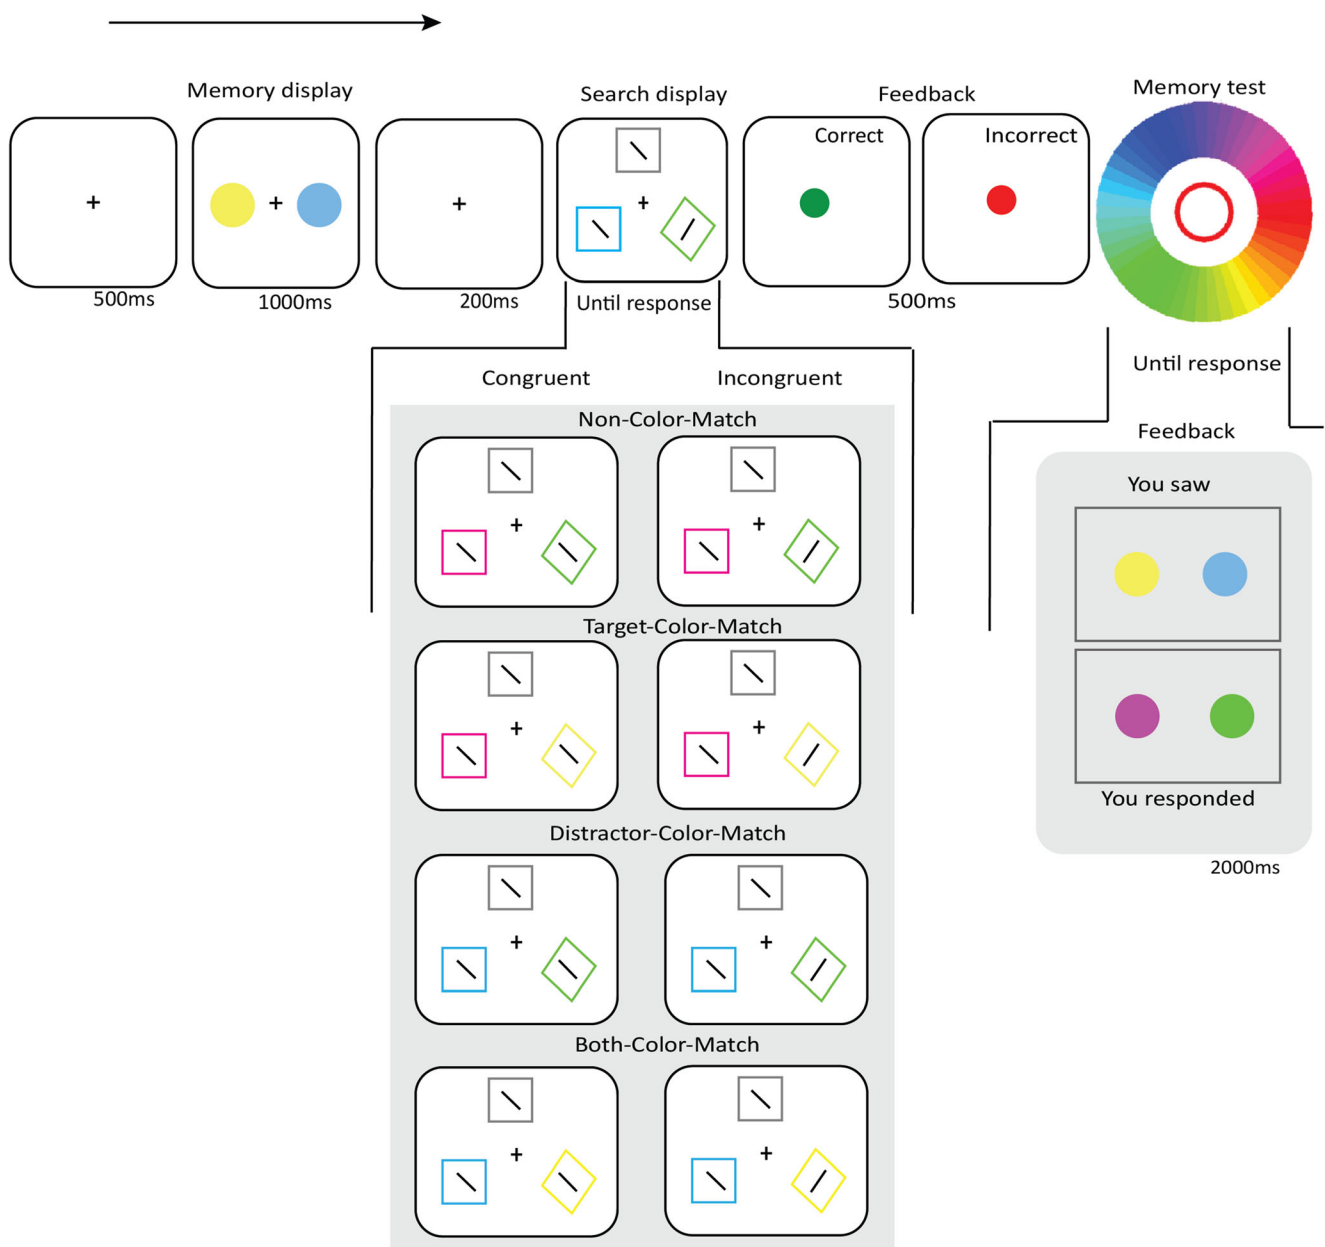 Memory display
Search display
Feedback
Memory test
Correct
Incorrect
500ms
1000ms
200ms
Until response
500ms
Until response
Congruent
Incongruent
Non-Color-Match
Target-Color-Match
Distractor-Color-Match
Both-Color-Match
Feedback
You saw
You responded
2000ms